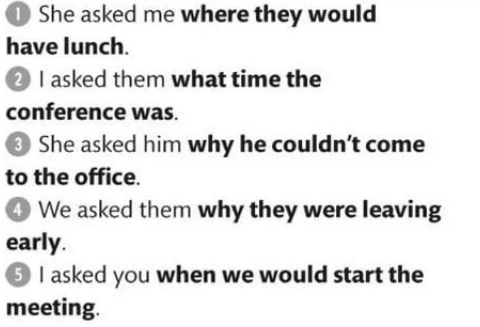 1 She asked me where they would
have lunch.
2 I asked them what time the
conference was.
3 She asked him why he couldn't come
to the office.
4 We asked them why they were leaving
early.
5 I asked you when we would start the
meeting.